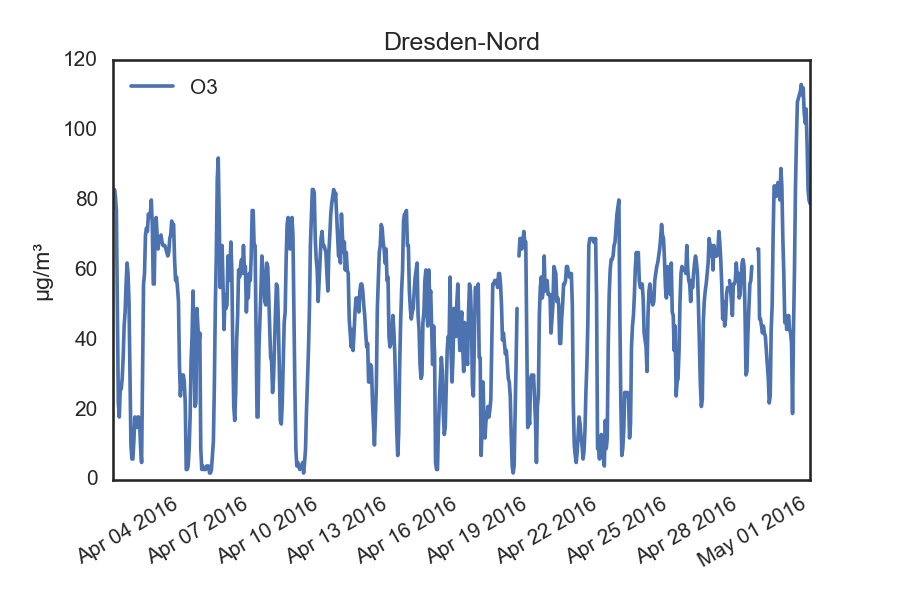 Dresden-Nord
120
100
80
60
40
20
0
µg/m³
O3
Apr 04 2016
Apr 07 2016
Apr 10 2016
Apr 13 2016
Apr 16 2016
Apr 19 2016
Apr 22 2016
Apr 25 2016
Apr 28 2016
May 01 2016